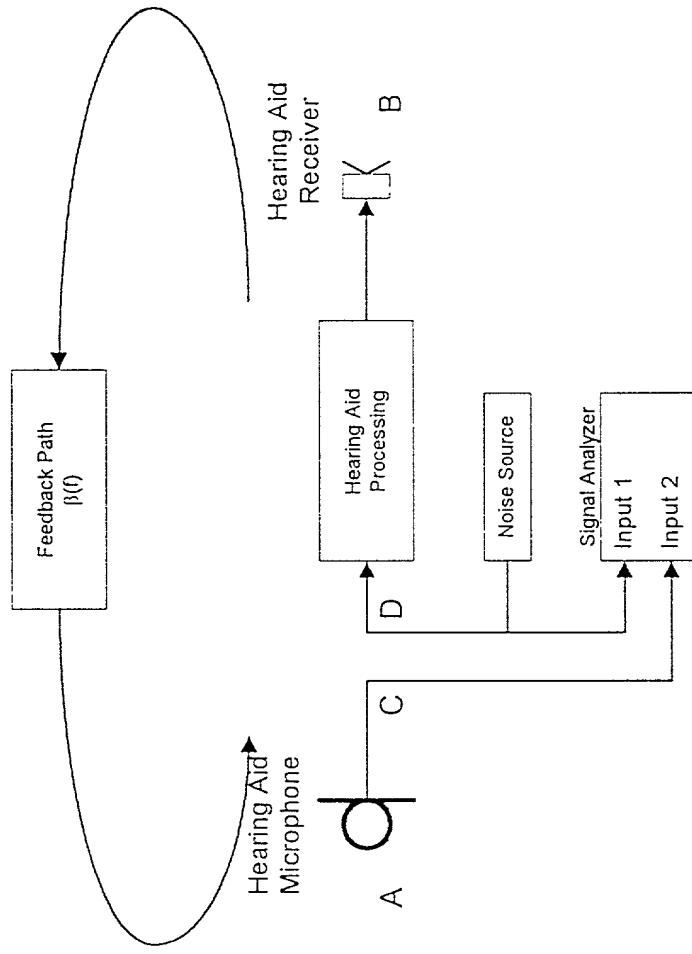 Feedback Path
β(f)
Hearing Aid
Microphone
Hearing Aid
Receiver
A
B
C
D
Hearing Aid
Processing
Noise Source
Signal Analyzer
Input 1
Input 2